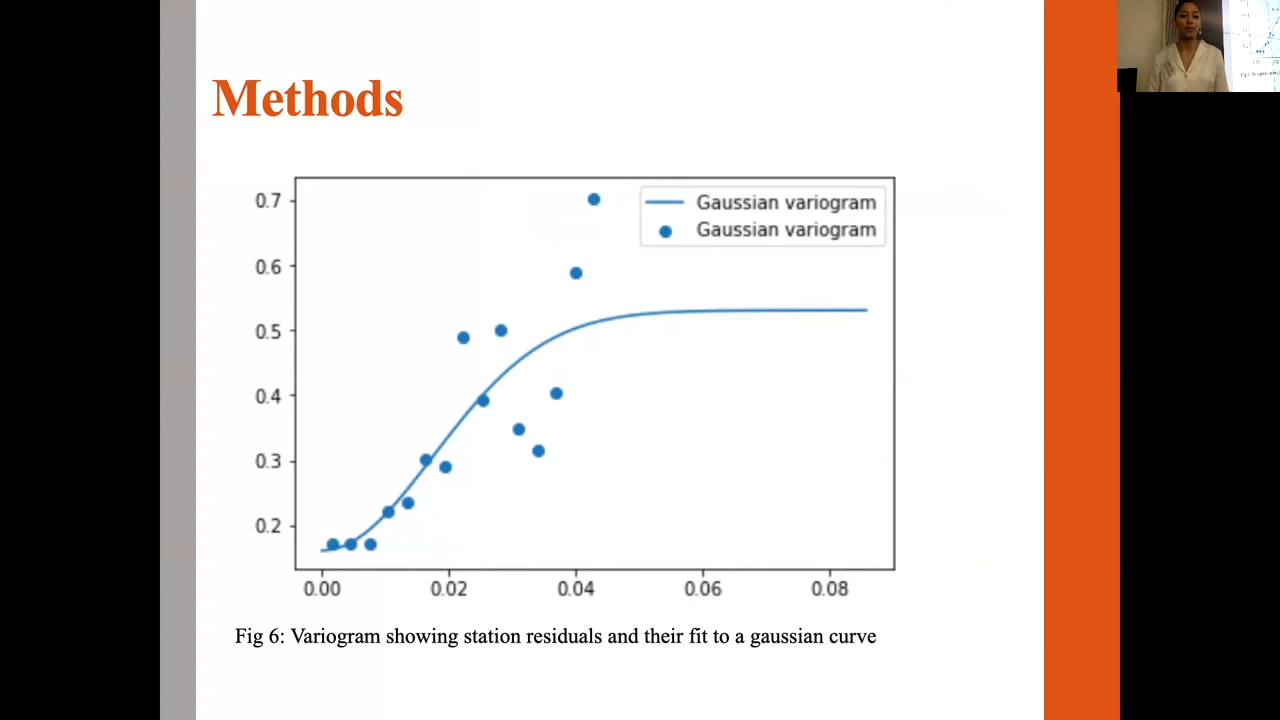 Methods
0.7
0.6
0.5
0.4
0.3
0.2
Gaussian variogram
Gaussian variogram
0.00 0.02 0.04 0.06 0.08
Fig 6: Variogram showing station residuals and their fit to a gaussian curve